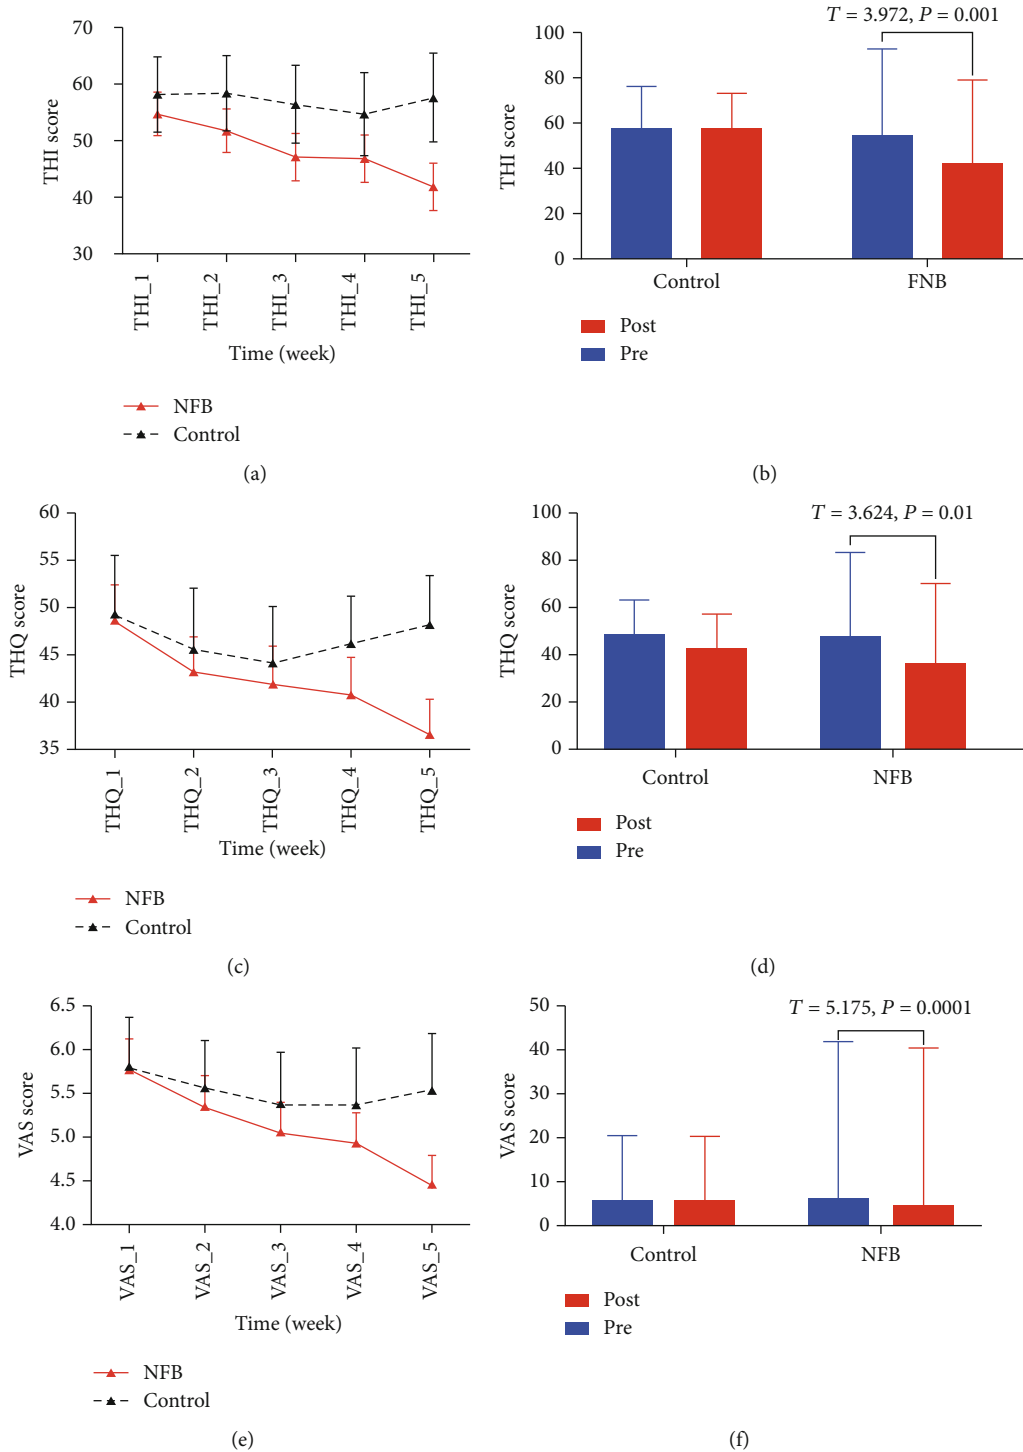 70
60
50
40
30
THI score
THI_1
THI_2
THI_3
THI_4
THI_5
Time (week)
NFB
Control
(a)
T = 3.972, P = 0.001
100
80
60
40
20
0
THI score
Control
FNB
Post
Pre
(b)
60
55
50
45
40
35
THQ score
THQ_1
THQ_2
THQ_3
THQ_4
THQ_5
Time (week)
NFB
Control
(c)
T = 3.624, P = 0.01
100
80
60
40
20
0
THQ score
Control
NFB
Post
Pre
(d)
6.5
6.0
5.5
5.0
4.5
4.0
VAS score
VAS_1
VAS_2
VAS_3
VAS_4
VAS_5
Time (week)
NFB
Control
(e)
T = 5.175, P = 0.0001
50
40
30
20
10
0
VAS score
Control
NFB
Post
Pre
(f)